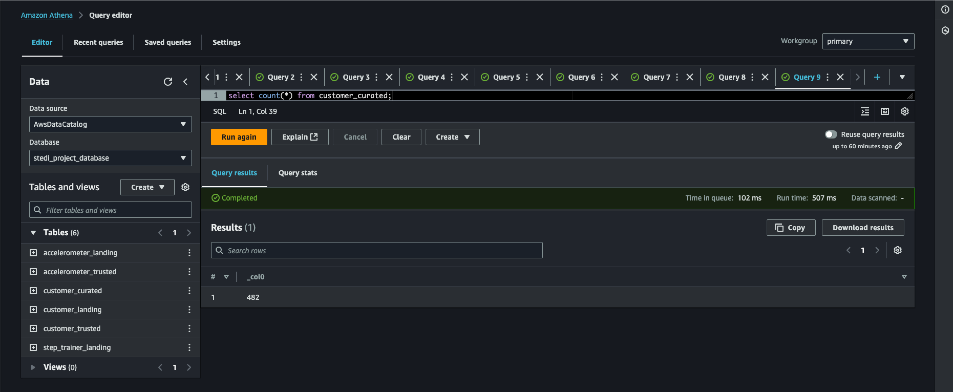 Amazon Athena > Query editor
Editor Recent queries Saved queries Settings
Workgroup primary
Data
Data source
AwsDataCatalog
Database
stedi_project_database
Tables and views Create
Filter tables and views
Tables (6) 1
accelerometer_landing
accelerometer_trusted
customer_curated
customer_landing
customer_trusted
step_trainer_landing
Views (0) 1
1 Query 2 Query 3 Query 4 Query 5 Query 6 Query 7 Query 8 Query 9
1 select count(*) from customer_curated;
SQL Ln 1, Col 39
Run again Explain Cancel Clear Create
Reuse query results
up to 60 minutes ago
Query results Query stats
Completed Time in queue: 102 ms Run time: 507 ms Data scanned: -
Results (1) Copy Download results
Search rows 1
# _col0
1 482